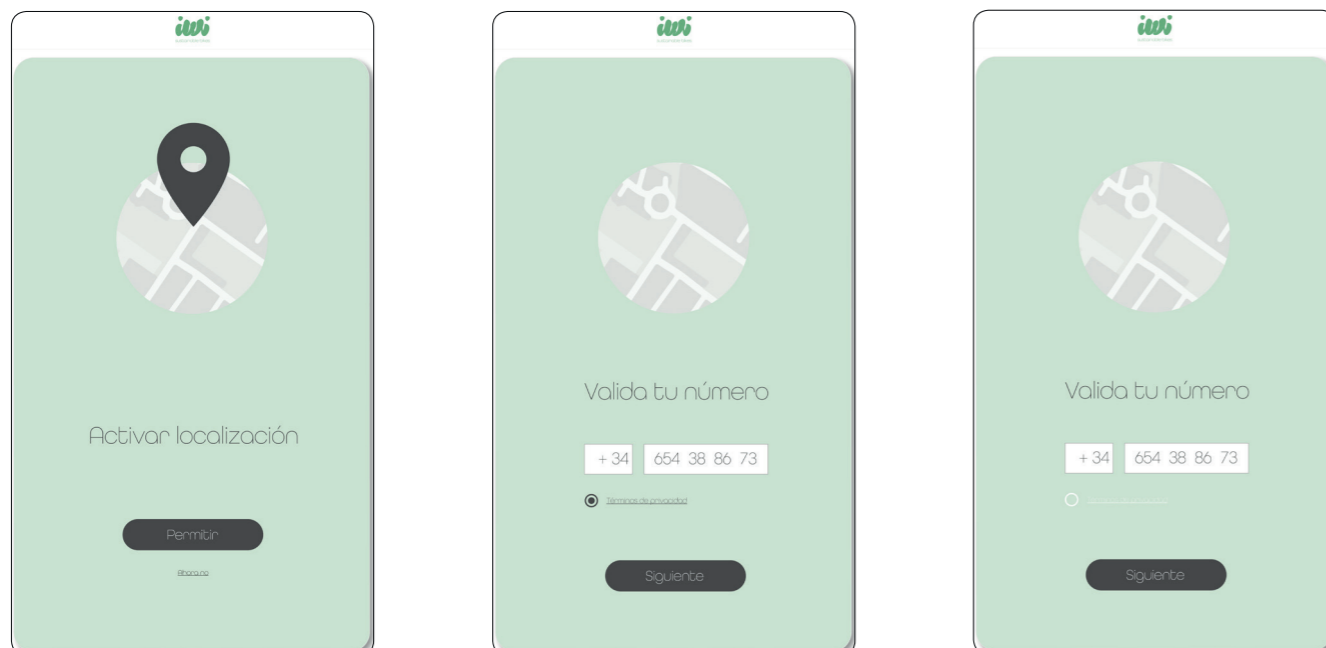 iwi
Activar localización
Permitir
Ahora no
iwi
Valida tu número
+ 34 654 38 86 73
Términos de privacidad
Siguiente
iwi
Valida tu número
+ 34 654 38 86 73
Siguiente